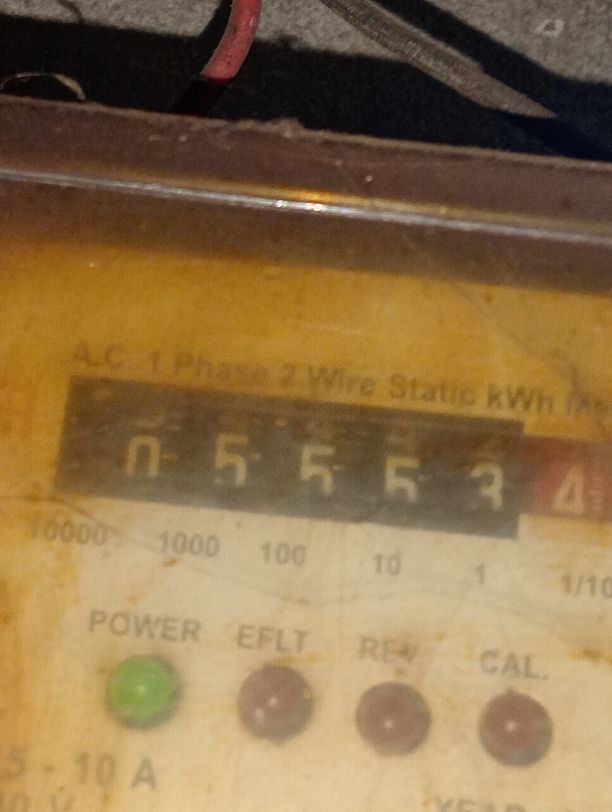 A.C. 1 Phase 2 Wire Static kWh
0 5 5 5 3 4
10000 1000 100 10 1 1/10
POWER EFLT REV CAL.
5 - 10 A